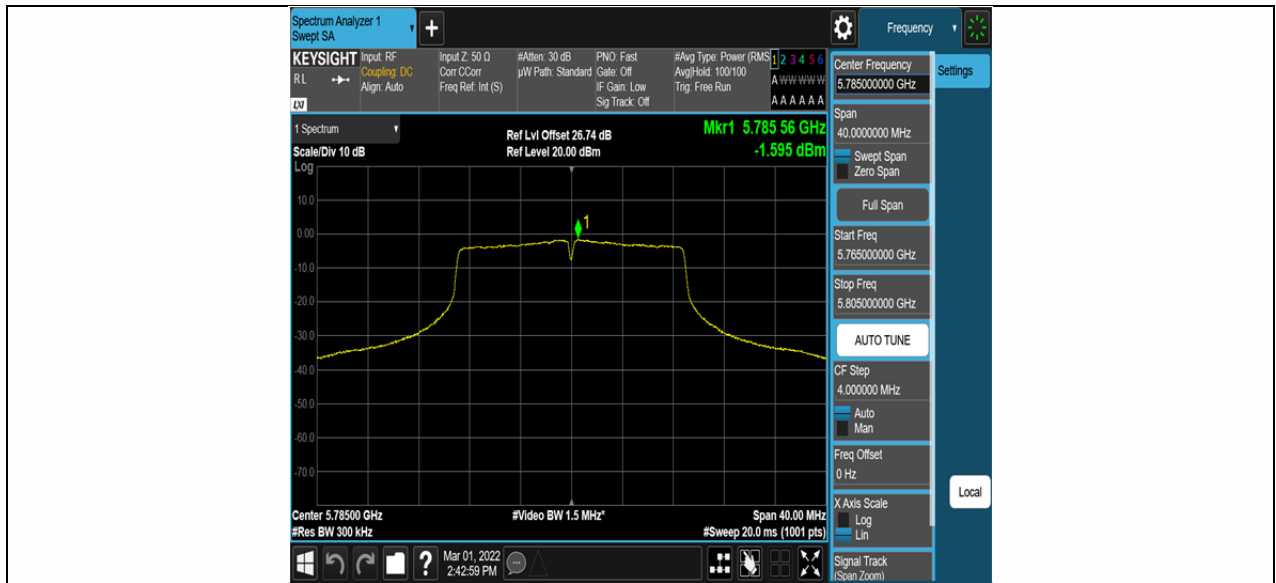 Spectrum Analyzer 1
Swept SA
+
Frequency
KEYSIGHT
RL
LXI
Input: RF
Coupling: DC
Align: Auto
Input Z: 50 Ω
Corr CCorr
Freq Ref: Int (S)
#Atten: 30 dB
µW Path: Standard
PNO: Fast
Gate: Off
IF Gain: Low
Sig Track: Off
#Avg Type: Power (RMS
Avg|Hold: 100/100
Trig: Free Run
1 2 3 4 5 6
A W W W W W
A A A A A A
1 Spectrum
Scale/Div 10 dB
Log
Ref Lvl Offset 26.74 dB
Ref Level 20.00 dBm
Mkr1 5.785 56 GHz
-1.595 dBm
1
10.0
0.00
-10.0
-20.0
-30.0
-40.0
-50.0
-60.0
-70.0
Center 5.78500 GHz
#Res BW 300 kHz
#Video BW 1.5 MHz*
Span 40.00 MHz
#Sweep 20.0 ms (1001 pts)
Center Frequency
5.785000000 GHz
Span
40.0000000 MHz
Swept Span
Zero Span
Full Span
Start Freq
5.765000000 GHz
Stop Freq
5.805000000 GHz
AUTO TUNE
CF Step
4.000000 MHz
Auto
Man
Freq Offset
0 Hz
X Axis Scale
Log
Lin
Signal Track
(Span Zoom)
Settings
Local
?
Mar 01, 2022
2:42:59 PM